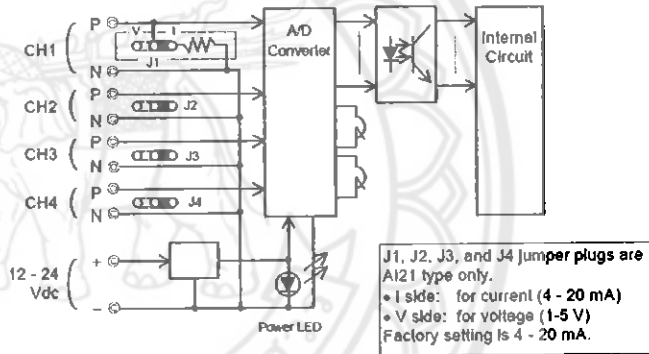 CH1
P
N
V
I
J1
CH2
P
N
J2
CH3
P
N
J3
CH4
P
N
J4
12 - 24
Vdc
+
−
A/D
Converter
Internal
Circuit
Power LED
J1, J2, J3, and J4 jumper plugs are
AI21 type only.
• I side: for current (4 - 20 mA)
• V side: for voltage (1-5 V)
Factory setting is 4 - 20 mA.